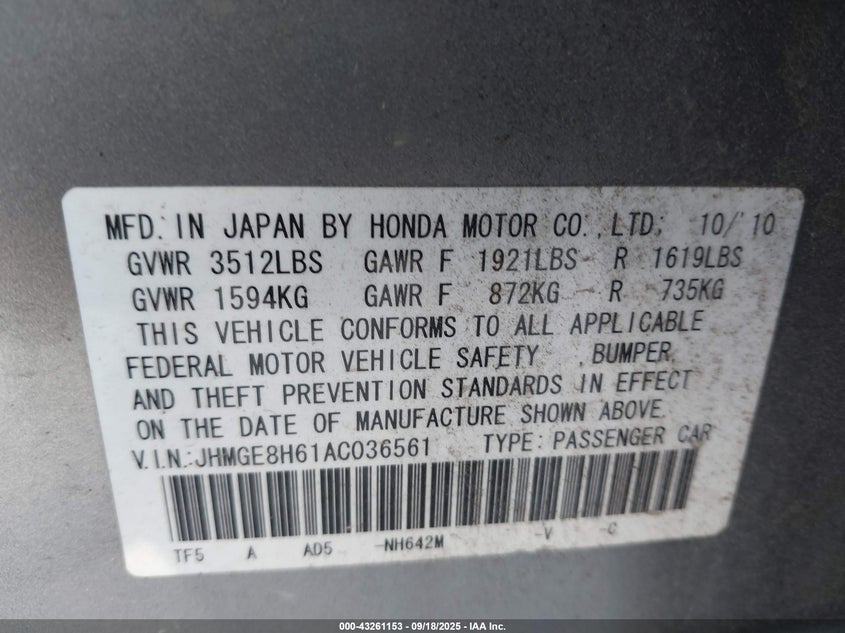 MFD. IN JAPAN BY HONDA MOTOR CO., LTD. 10/10
GVWR 3512LBS GAWR F 1921LBS R 1619LBS
GVWR 1594KG GAWR F 872KG R 735KG
THIS VEHICLE CONFORMS TO ALL APPLICABLE
FEDERAL MOTOR VEHICLE SAFETY , BUMPER,
AND THEFT PREVENTION STANDARDS IN EFFECT
ON THE DATE OF MANUFACTURE SHOWN ABOVE.
V.I.N.:JHMGE8H61AC036561 TYPE: PASSENGER CAR
TF5 A AD5 -NH642M -V -C
000-43261153 - 09/18/2025 - IAA Inc.